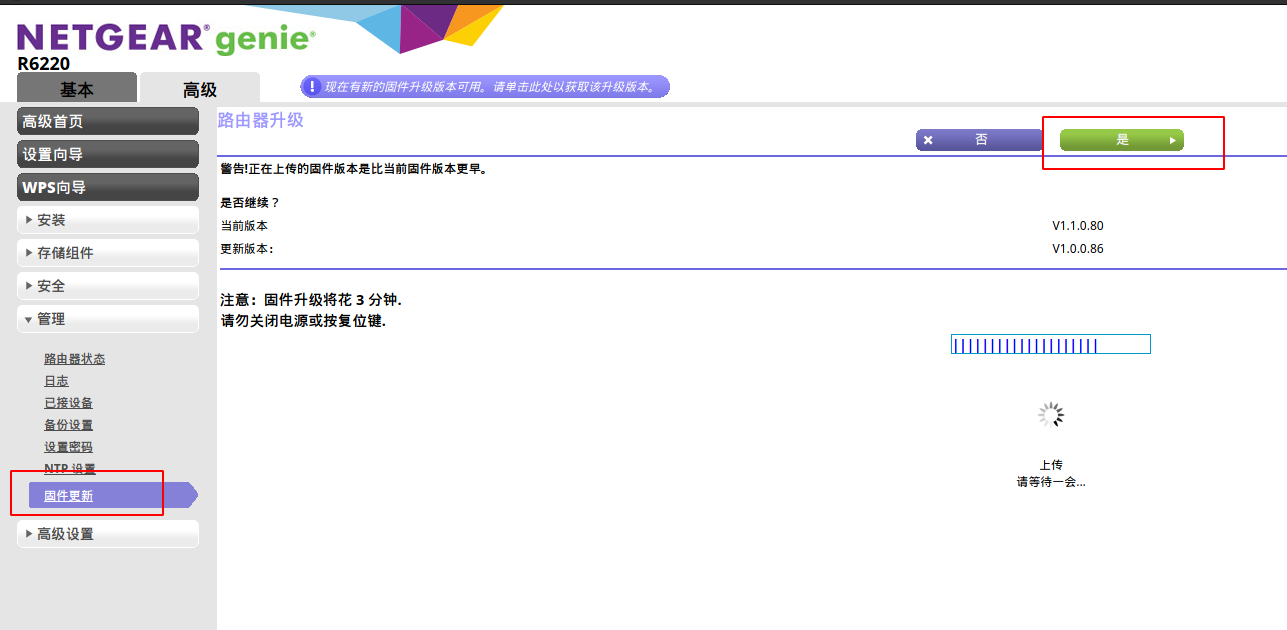 NETGEAR® genie®
R6220
基本
高级
! 现在有新的固件升级版本可用。请单击此处以获取该升级版本。
高级首页
设置向导
WPS向导
安装
存储组件
安全
管理
路由器状态
日志
已接设备
备份设置
设置密码
NTP 设置
固件更新
高级设置
路由器升级
否
是
警告!正在上传的固件版本是比当前固件版本更早。
是否继续？
当前版本 V1.1.0.80
更新版本: V1.0.0.86
注意：固件升级将花 3 分钟.
请勿关闭电源或按复位键.
上传
请等待一会...